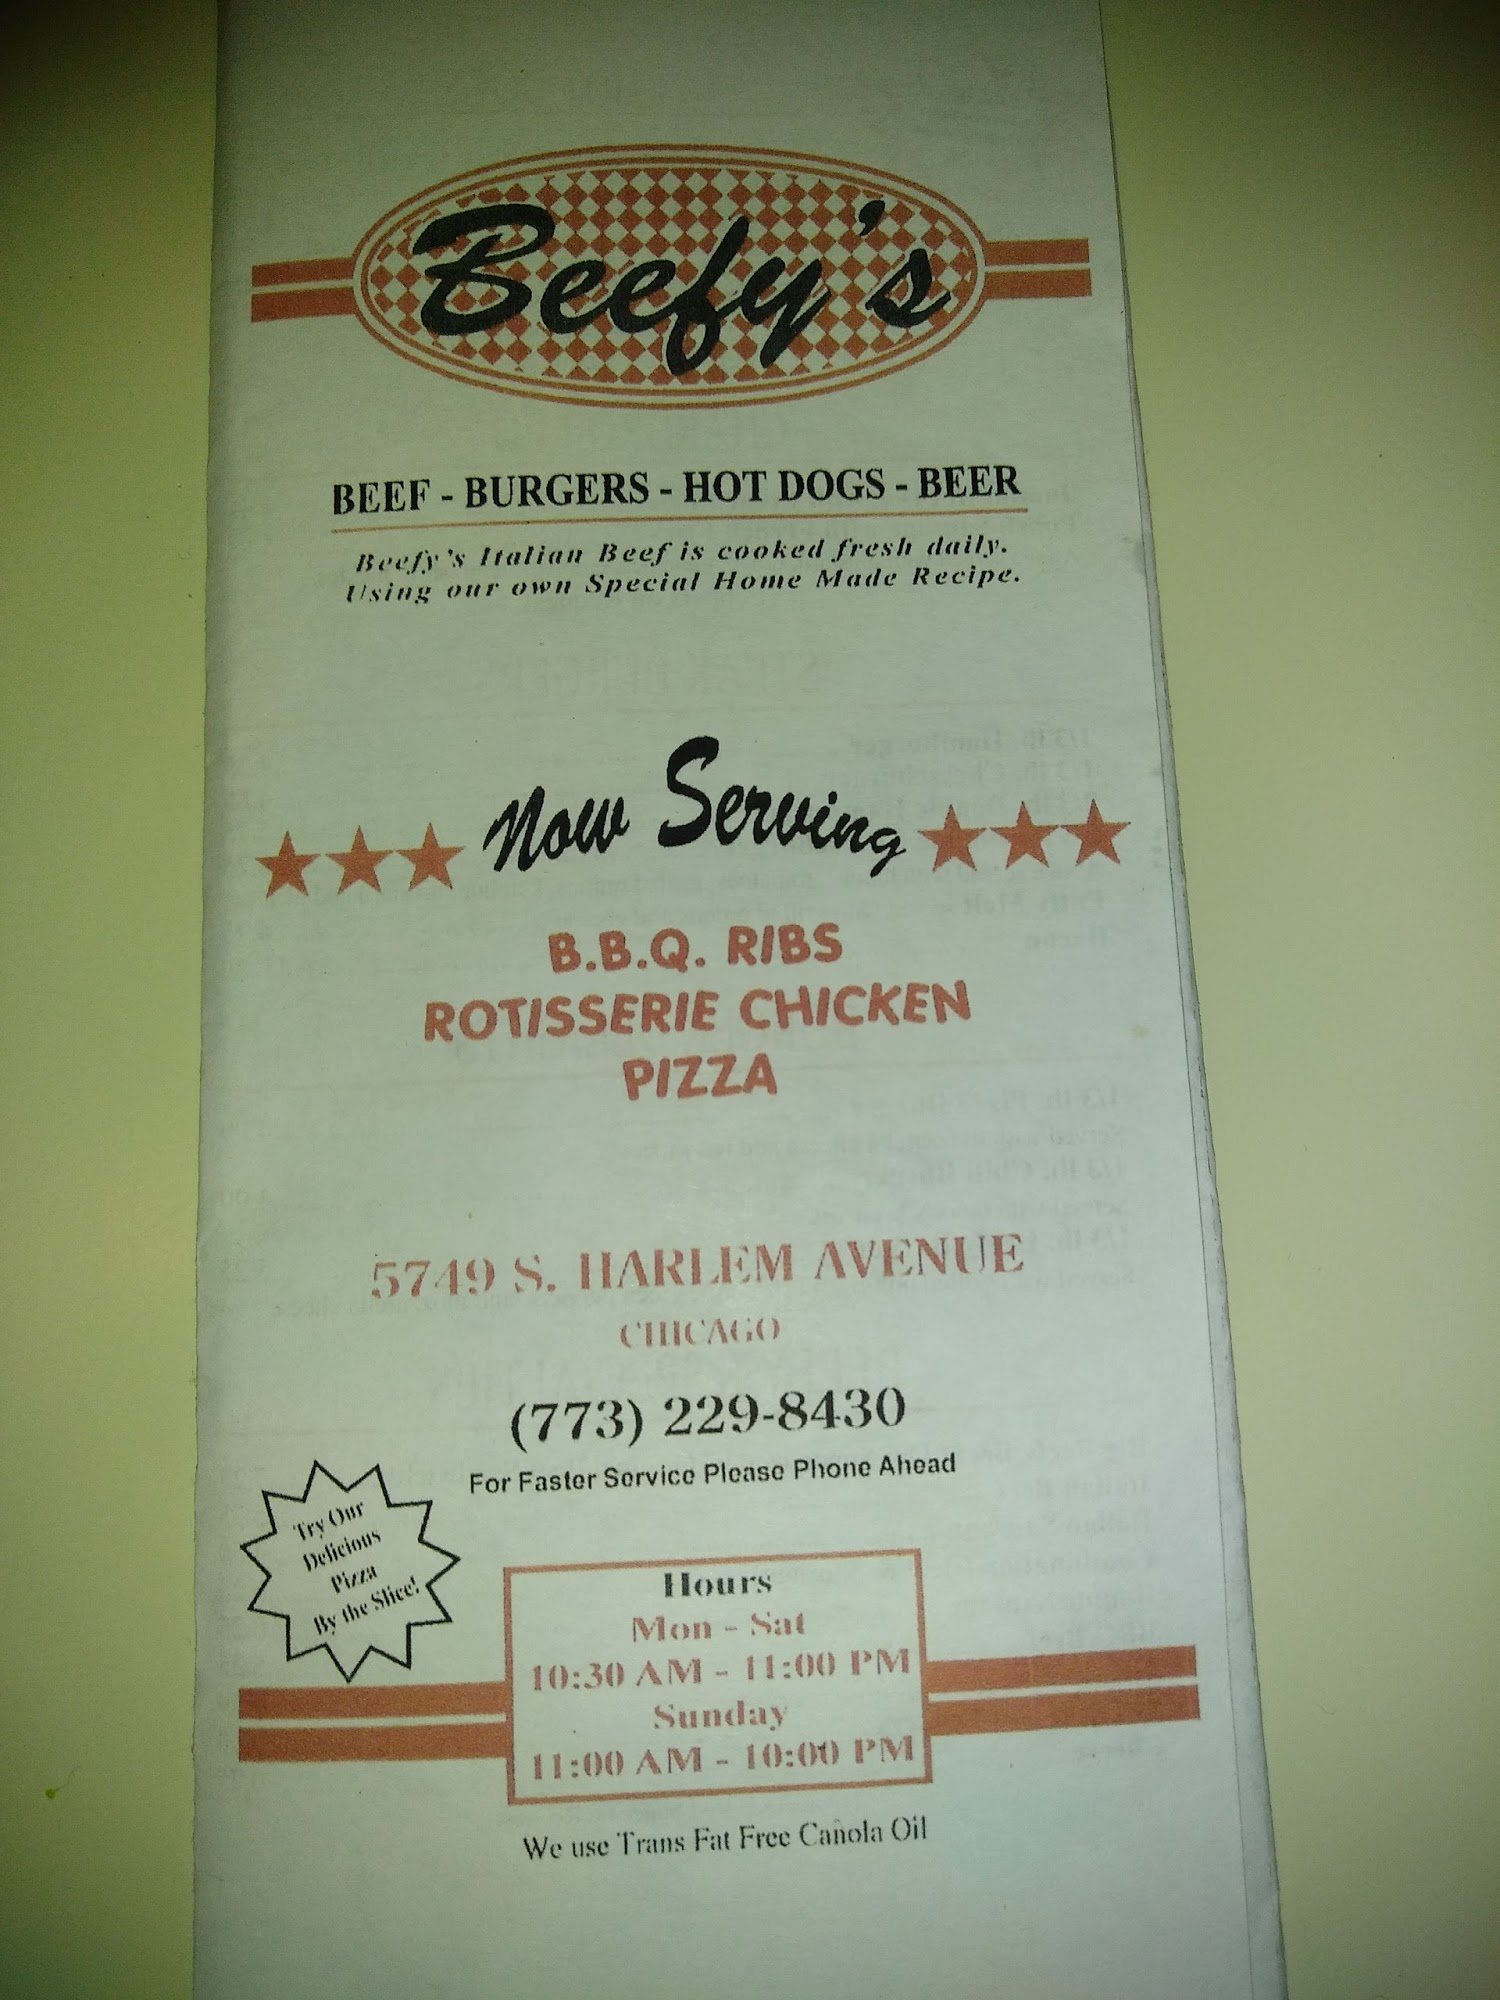 Beefy's
BEEF - BURGERS - HOT DOGS - BEER
Beefy's Italian Beef is cooked fresh daily.
Using our own Special Home Made Recipe.
Now Serving
B.B.Q. RIBS
ROTISSERIE CHICKEN
PIZZA
5749 S. HARLEM AVENUE
CHICAGO
(773) 229-8430
For Faster Service Please Phone Ahead
Try Our
Delicious
Pizza
By the Slice!
Hours
Mon - Sat
10:30 AM - 11:00 PM
Sunday
11:00 AM - 10:00 PM
We use Trans Fat Free Canola Oil